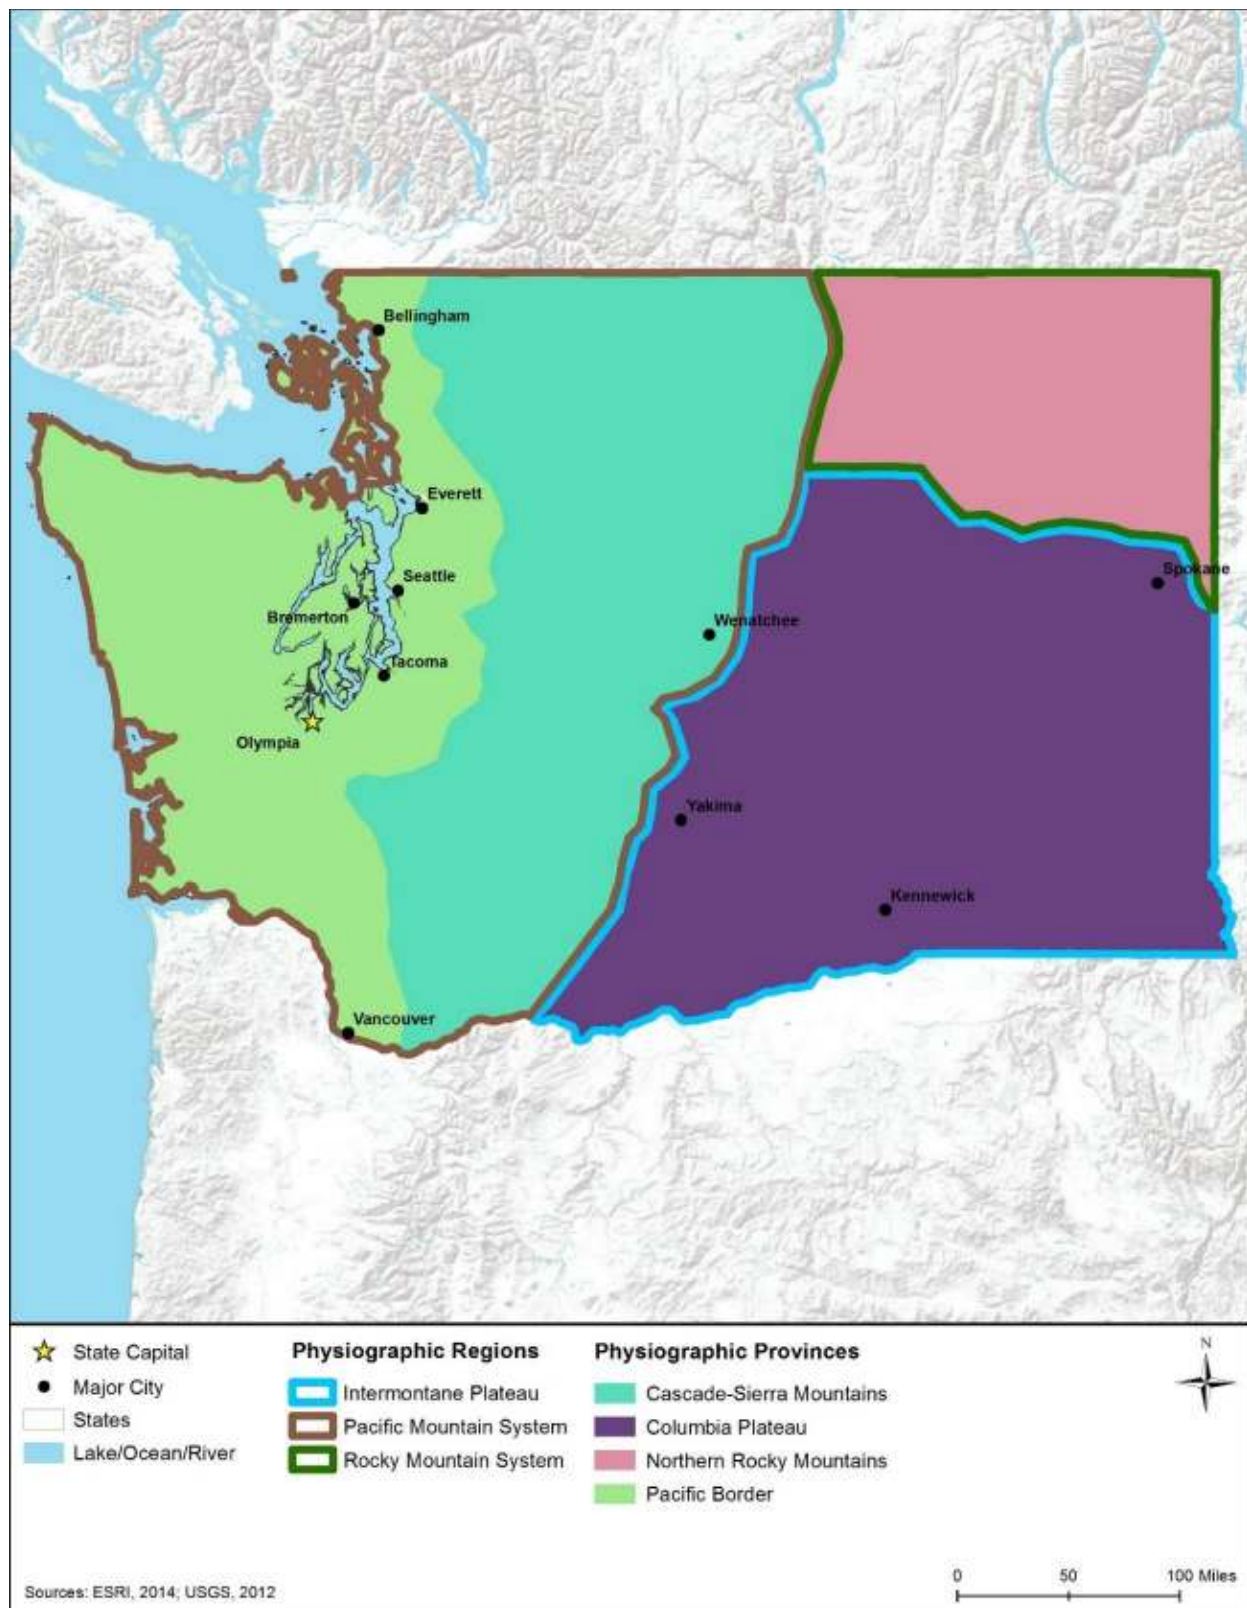 Bellingham
Everett
Seattle
Bremerton
Tacoma
Olympia
Wenatchee
Spokane
Yakima
Kennewick
Vancouver
State Capital
Major City
States
Lake/Ocean/River
Physiographic Regions
Intermontane Plateau
Pacific Mountain System
Rocky Mountain System
Physiographic Provinces
Cascade-Sierra Mountains
Columbia Plateau
Northern Rocky Mountains
Pacific Border
N
0 50 100 Miles
Sources: ESRI, 2014; USGS, 2012